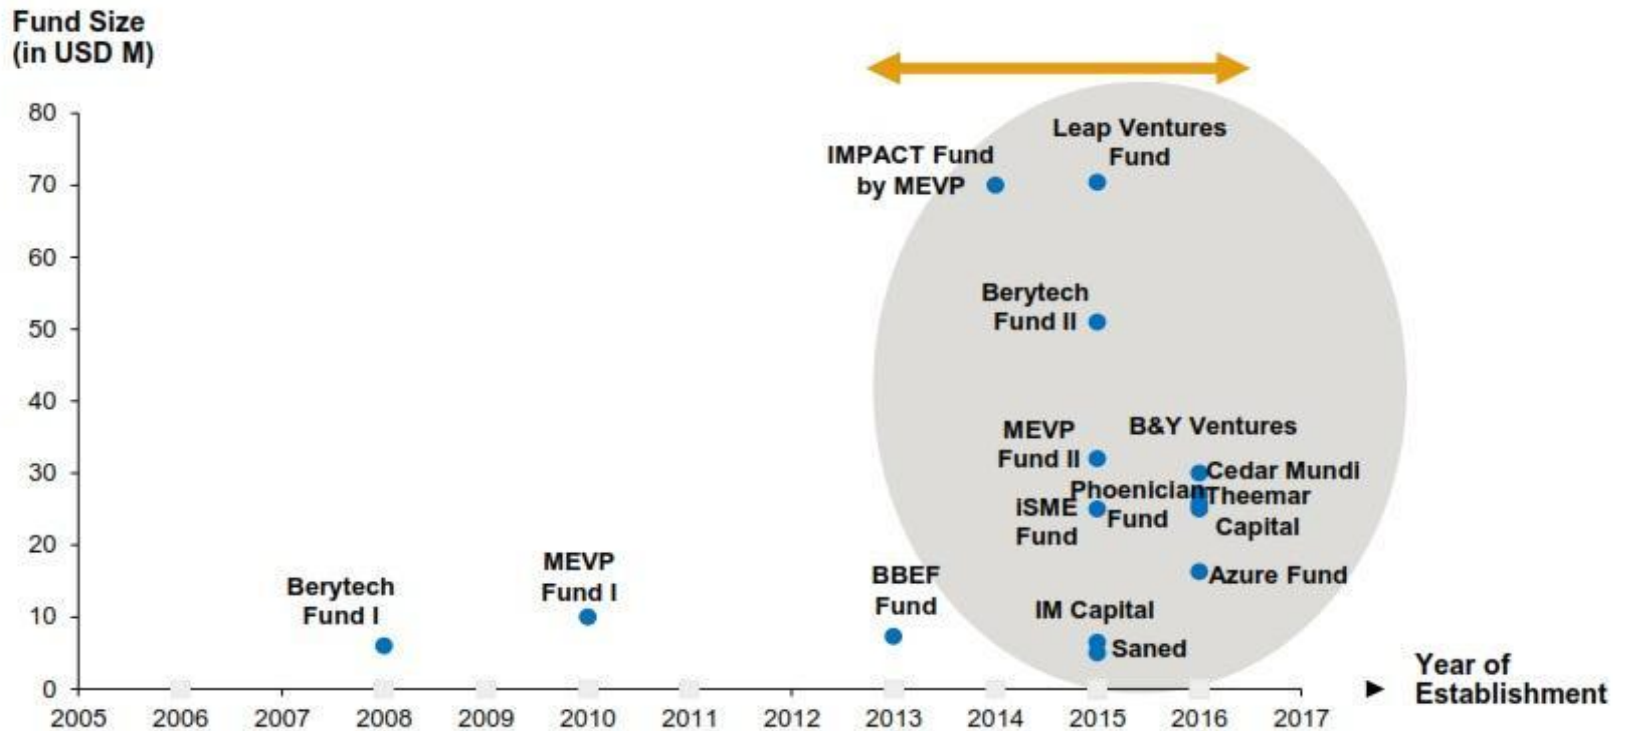 Fund Size
(in USD M)
80
70
60
50
40
30
20
10
0
Leap Ventures
Fund
IMPACT Fund
by MEVP
Berytech
Fund II
MEVP
Fund II
B&Y Ventures
Cedar Mundi
Phoenician
Fund
Theemar
Capital
iSME
Fund
Azure Fund
Berytech
Fund I
MEVP
Fund I
BBEF
Fund
IM Capital
Saned
Year of
Establishment
2005 2006 2007 2008 2009 2010 2011 2012 2013 2014 2015 2016 2017